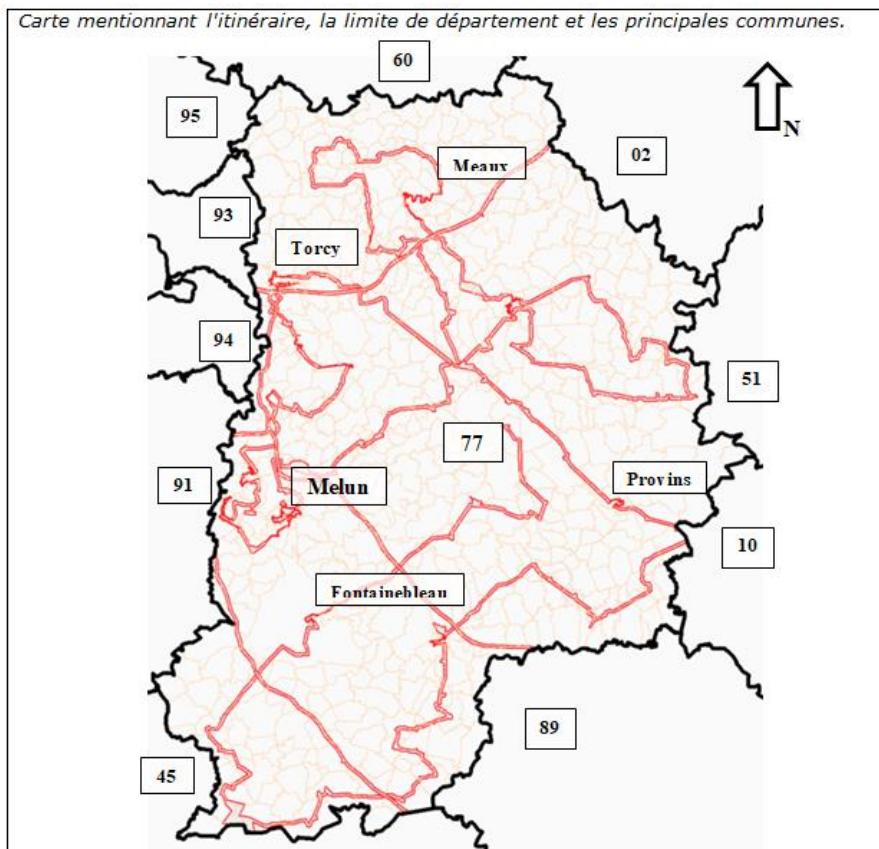 Carte mentionnant l'itinéraire, la limite de département et les principales communes.
60
95
N
02
Meaux
93
Torcy
94
51
77
91
Melun
Provins
10
Fontainebleau
89
45